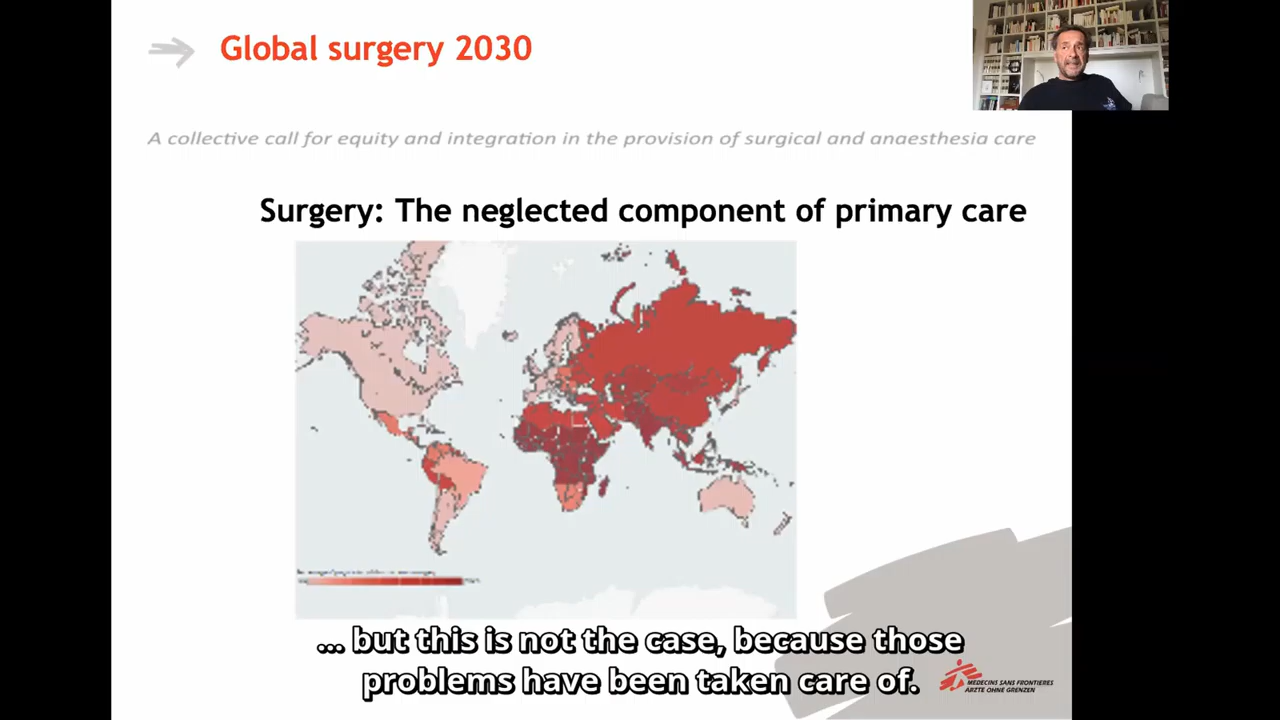 Global surgery 2030
A collective call for equity and integration in the provision of surgical and anaesthesia care
Surgery: The neglected component of primary care
... but this is not the case, because those
problems have been taken care of.
MEDECINS SANS FRONTIERES
ÄRZTE OHNE GRENZEN